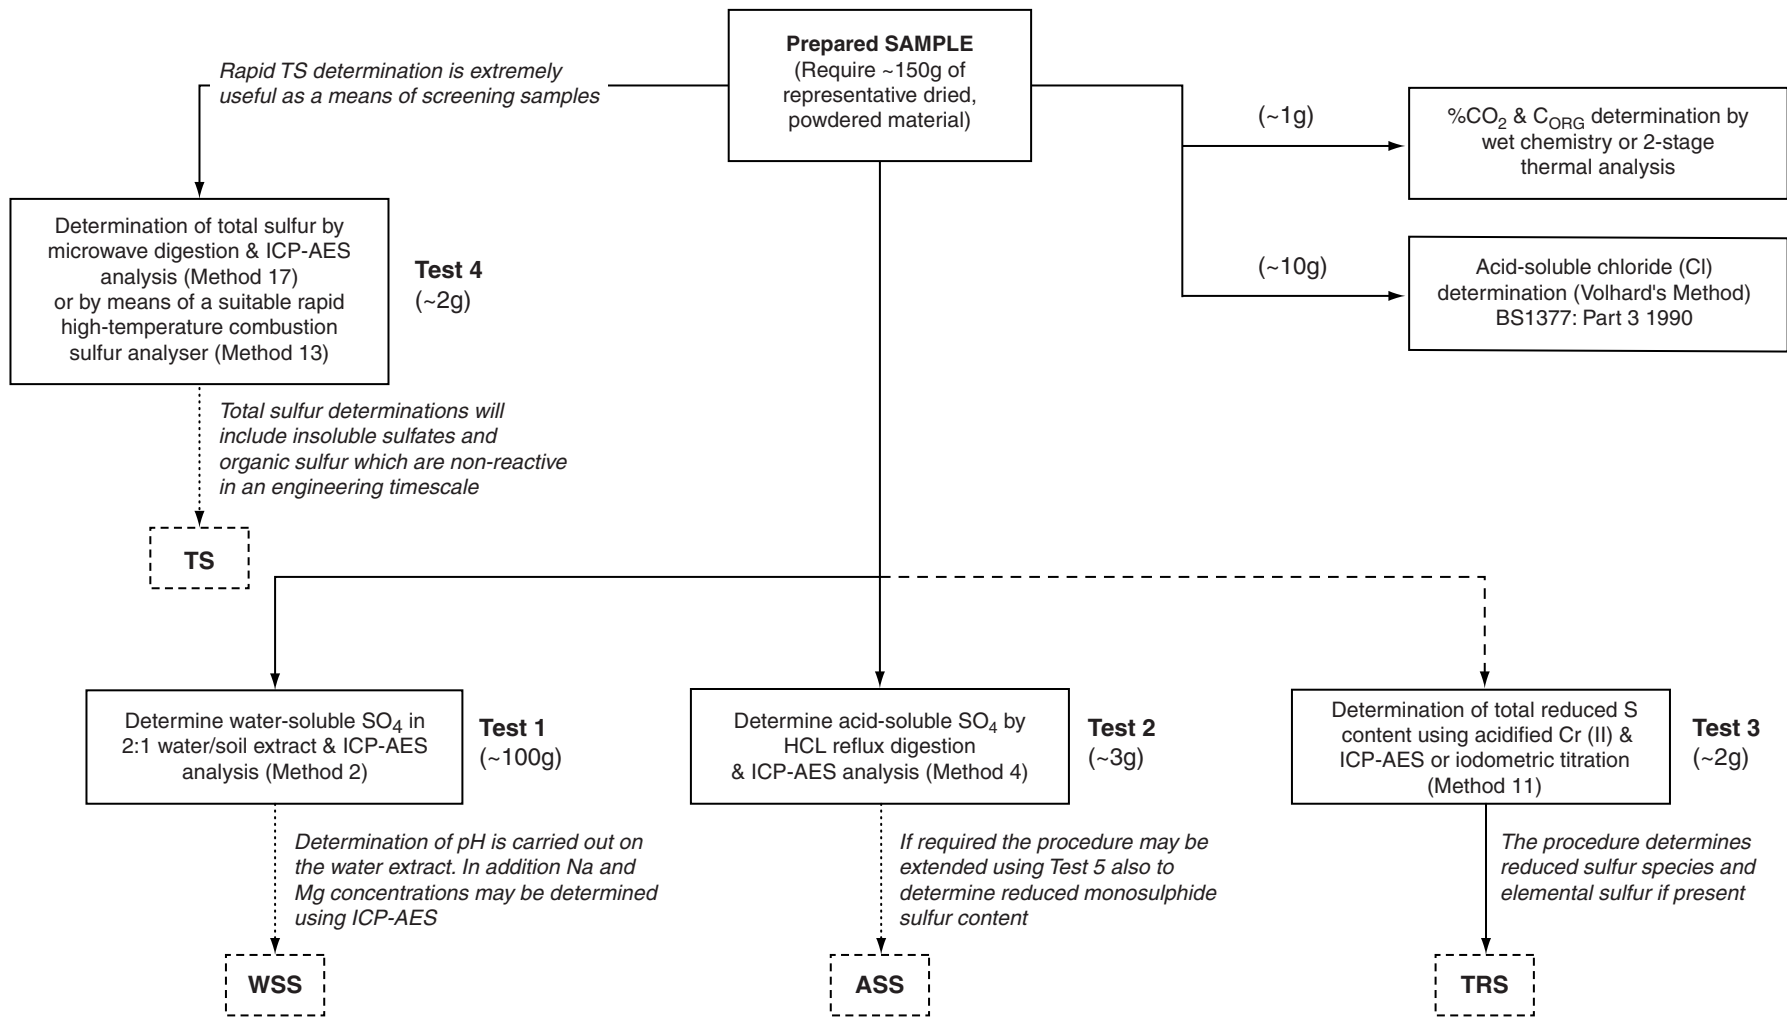 Prepared SAMPLE
(Require ~150g of
representative dried,
powdered material)
Rapid TS determination is extremely
useful as a means of screening samples
(~1g)
%CO2 & CORG determination by
wet chemistry or 2-stage
thermal analysis
(~10g)
Acid-soluble chloride (Cl)
determination (Volhard's Method)
BS1377: Part 3 1990
Determination of total sulfur by
microwave digestion & ICP-AES
analysis (Method 17)
or by means of a suitable rapid
high-temperature combustion
sulfur analyser (Method 13)
Test 4
(~2g)
Total sulfur determinations will
include insoluble sulfates and
organic sulfur which are non-reactive
in an engineering timescale
TS
Determine water-soluble SO4 in
2:1 water/soil extract & ICP-AES
analysis (Method 2)
Test 1
(~100g)
Determine acid-soluble SO4 by
HCL reflux digestion
& ICP-AES analysis (Method 4)
Test 2
(~3g)
Determination of total reduced S
content using acidified Cr (II) &
ICP-AES or iodometric titration
(Method 11)
Test 3
(~2g)
Determination of pH is carried out on
the water extract. In addition Na and
Mg concentrations may be determined
using ICP-AES
If required the procedure may be
extended using Test 5 also to
determine reduced monosulphide
sulfur content
The procedure determines
reduced sulfur species and
elemental sulfur if present
WSS
ASS
TRS